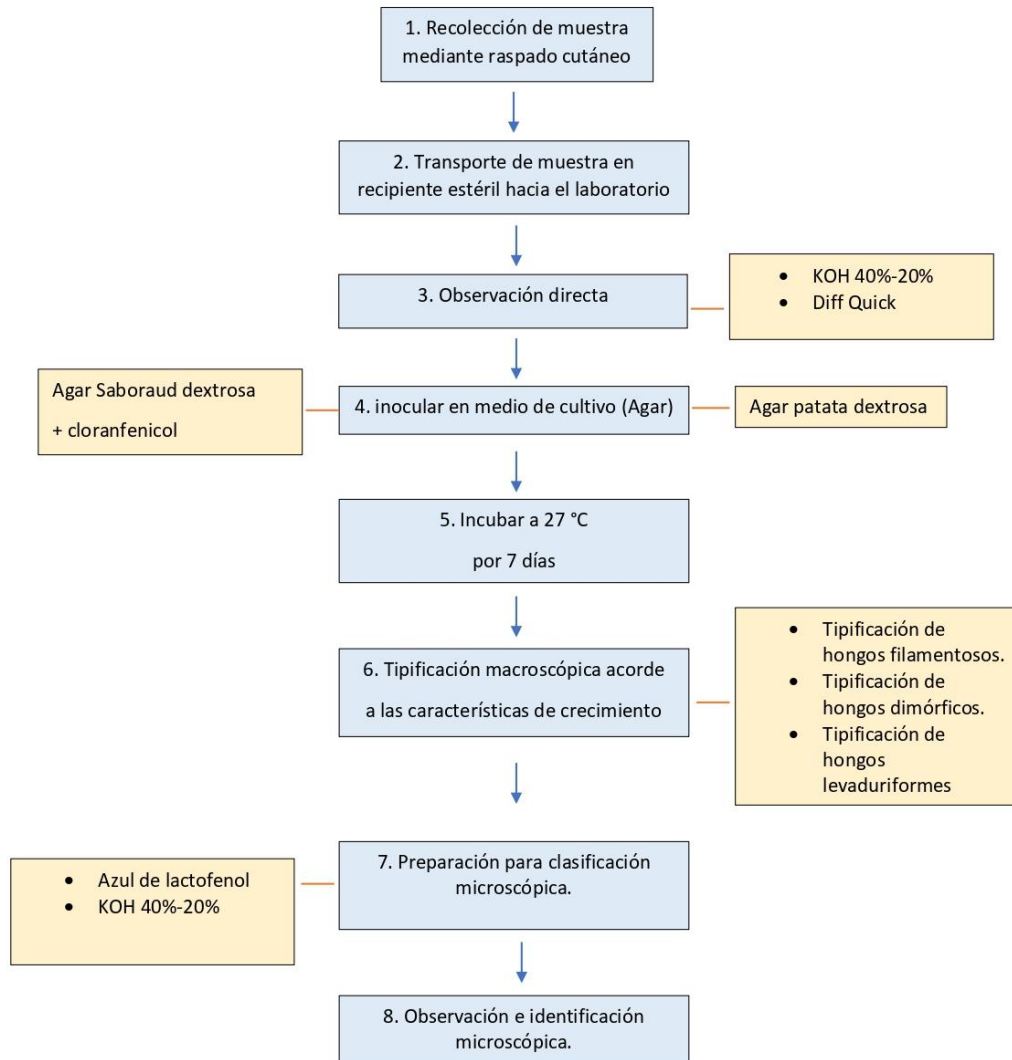 1. Recolección de muestra
mediante raspado cutáneo
2. Transporte de muestra en
recipiente estéril hacia el laboratorio
3. Observación directa
• KOH 40%-20%
• Diff Quick
Agar Saboraud dextrosa
+ cloranfenicol
4. inocular en medio de cultivo (Agar)
Agar patata dextrosa
5. Incubar a 27 °C
por 7 días
6. Tipificación macroscópica acorde
a las características de crecimiento
• Tipificación de
hongos filamentosos.
• Tipificación de
hongos dimórficos.
• Tipificación de
hongos
levaduriformes
7. Preparación para clasificación
microscópica.
• Azul de lactofenol
• KOH 40%-20%
8. Observación e identificación
microscópica.